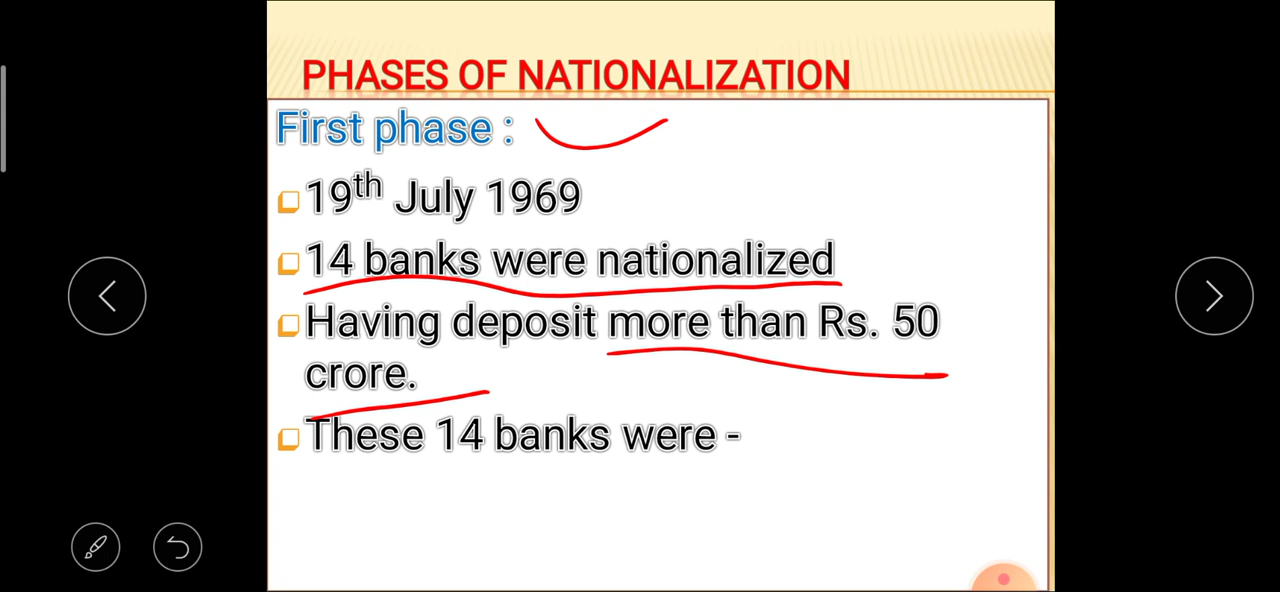 PHASES OF NATIONALIZATION
First phase :
19th July 1969
14 banks were nationalized
Having deposit more than Rs. 50
crore.
These 14 banks were -